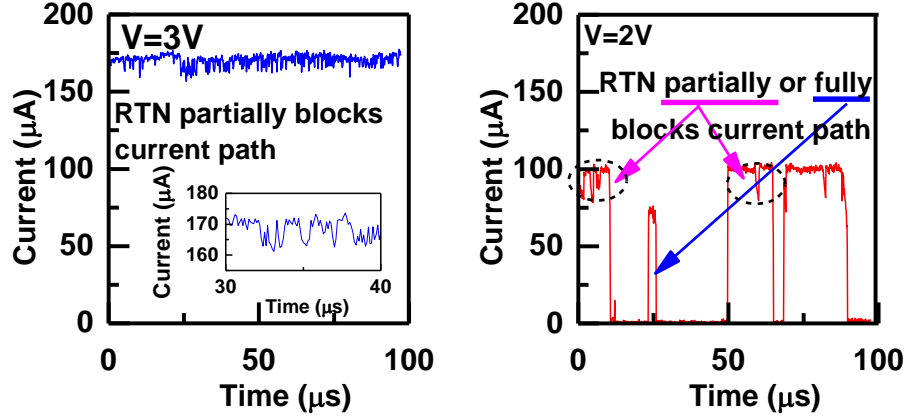 V=3V
RTN partially blocks
current path
200
150
100
50
0
0
50
100
Current (μA)
Time (μs)
180
170
160
30
40
Current (μA)
Time (μs)
V=2V
RTN partially or fully
blocks current path
200
150
100
50
0
0
50
100
Current (μA)
Time (μs)